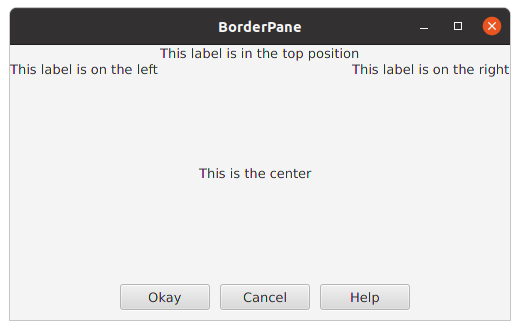 BorderPane
This label is in the top position
This label is on the left
This label is on the right
This is the center
Okay
Cancel
Help